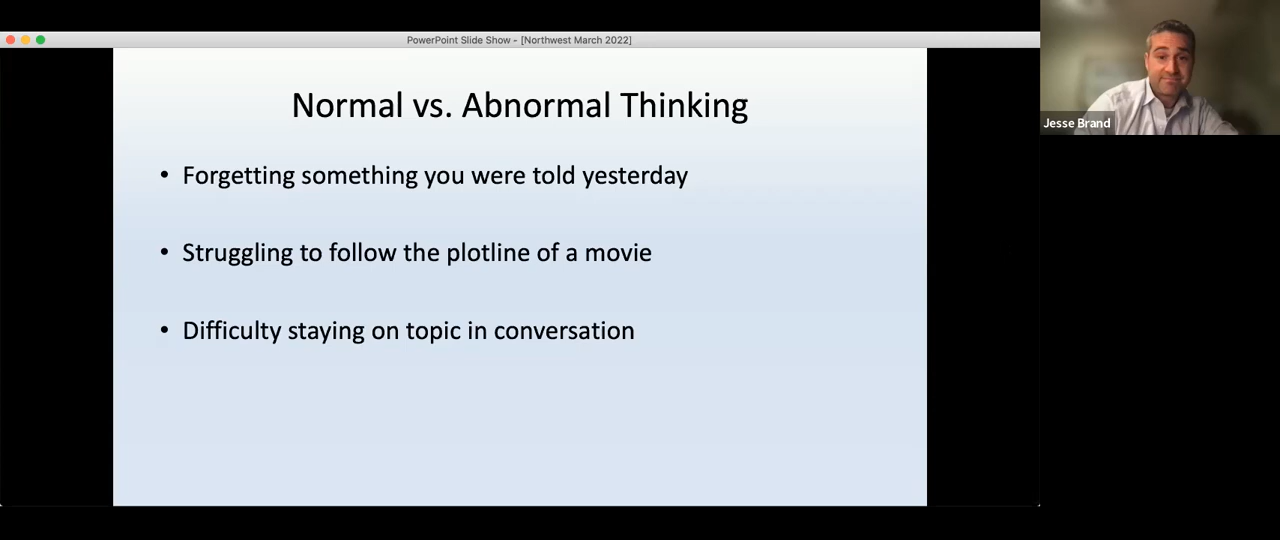 PowerPoint Slide Show - [Northwest March 2022]
Normal vs. Abnormal Thinking
• Forgetting something you were told yesterday
• Struggling to follow the plotline of a movie
• Difficulty staying on topic in conversation
Jesse Brand